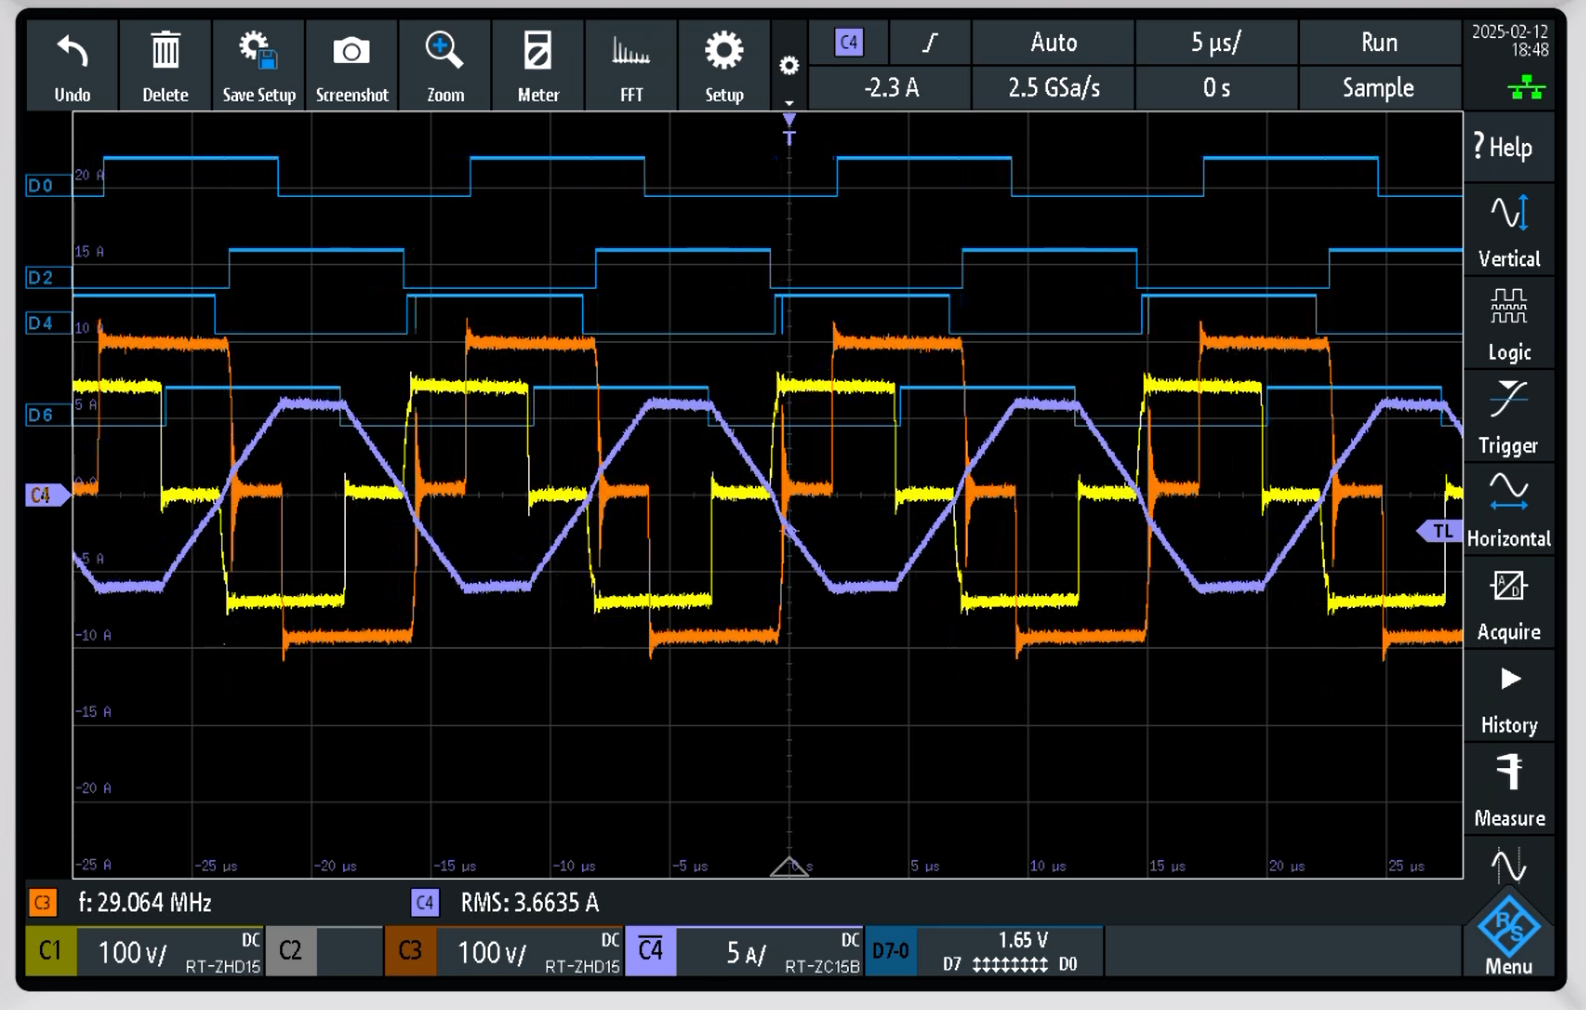 Undo
Delete
Save Setup
Screenshot
Zoom
Meter
FFT
Setup
C4
Auto
5 µs/
Run
-2.3 A
2.5 GSa/s
0 s
Sample
2025-02-12
18:48
? Help
Vertical
Logic
Trigger
Horizontal
Acquire
History
Measure
Menu
T
D0
20 A
15 A
D2
D4
10
D6
5 A
C4
TL
-5 A
-10 A
-15 A
-20 A
-25 A
-25 µs
-20 µs
-15 µs
-10 µs
-5 µs
0 s
5 µs
10 µs
15 µs
20 µs
25 µs
C3 f: 29.064 MHz
C4 RMS: 3.6635 A
C1 100 V/ DC RT-ZHD15
C2
C3 100 V/ DC RT-ZHD15
C4 5 A/ DC RT-ZC15B
D7-0 1.65 V
D7 D0
R&S